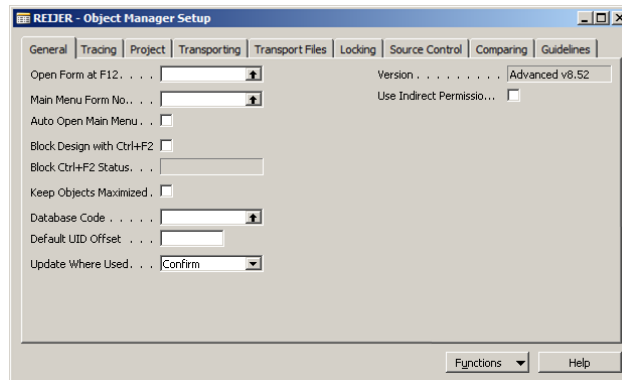 REIJER - Object Manager Setup
General Tracing Project Transporting Transport Files Locking Source Control Comparing Guidelines
Open Form at F12. . . . Version . . . . . . . . . Advanced v8.52
Main Menu Form No.. . . Use Indirect Permissio...
Auto Open Main Menu . .
Block Design with Ctrl+F2
Block Ctrl+F2 Status. . .
Keep Objects Maximized .
Database Code . . . . .
Default UID Offset . . .
Update Where Used. . . Confirm
Functions Help